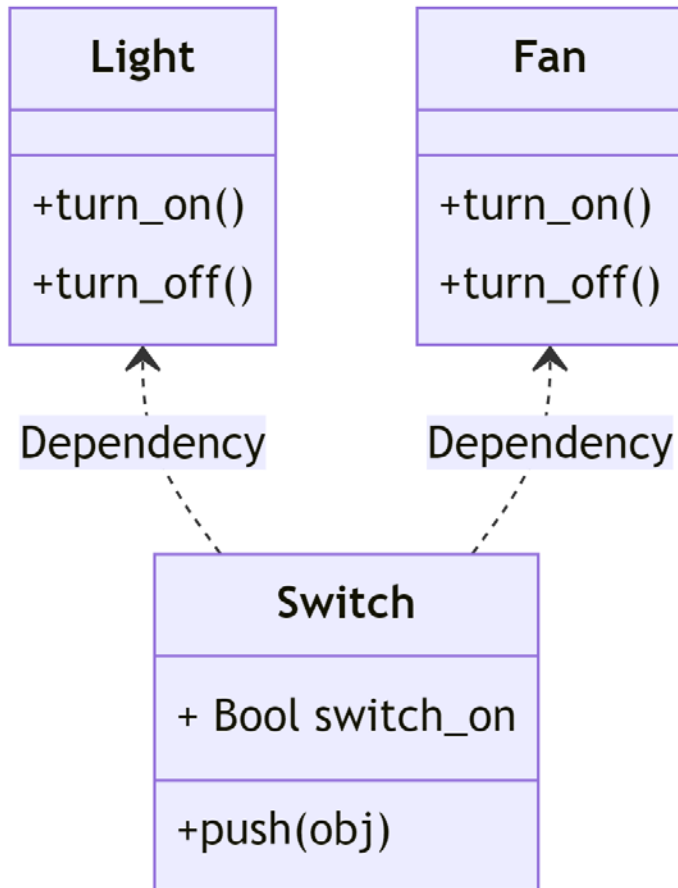 Light
+turn_on()
+turn_off()
Fan
+turn_on()
+turn_off()
Dependency
Dependency
Switch
+ Bool switch_on
+push(obj)